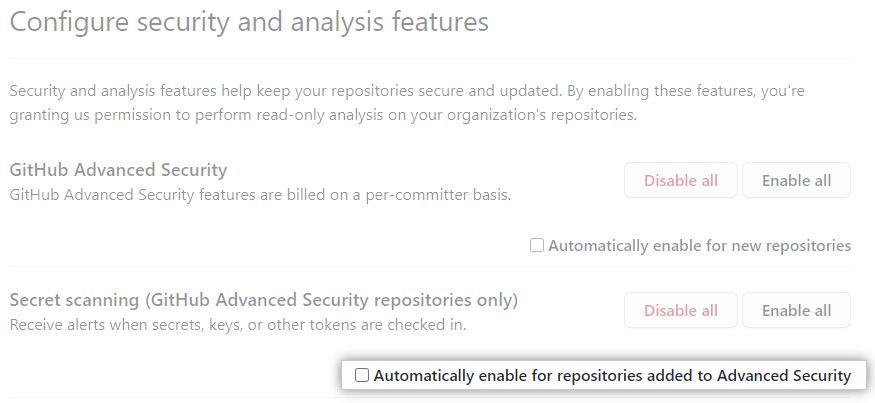 Configure security and analysis features
Security and analysis features help keep your repositories secure and updated. By enabling these features, you're
granting us permission to perform read-only analysis on your organization's repositories.
GitHub Advanced Security
Disable all
Enable all
GitHub Advanced Security features are billed on a per-committer basis.
Automatically enable for new repositories
Secret scanning (GitHub Advanced Security repositories only)
Disable all
Enable all
Receive alerts when secrets, keys, or other tokens are checked in.
Automatically enable for repositories added to Advanced Security